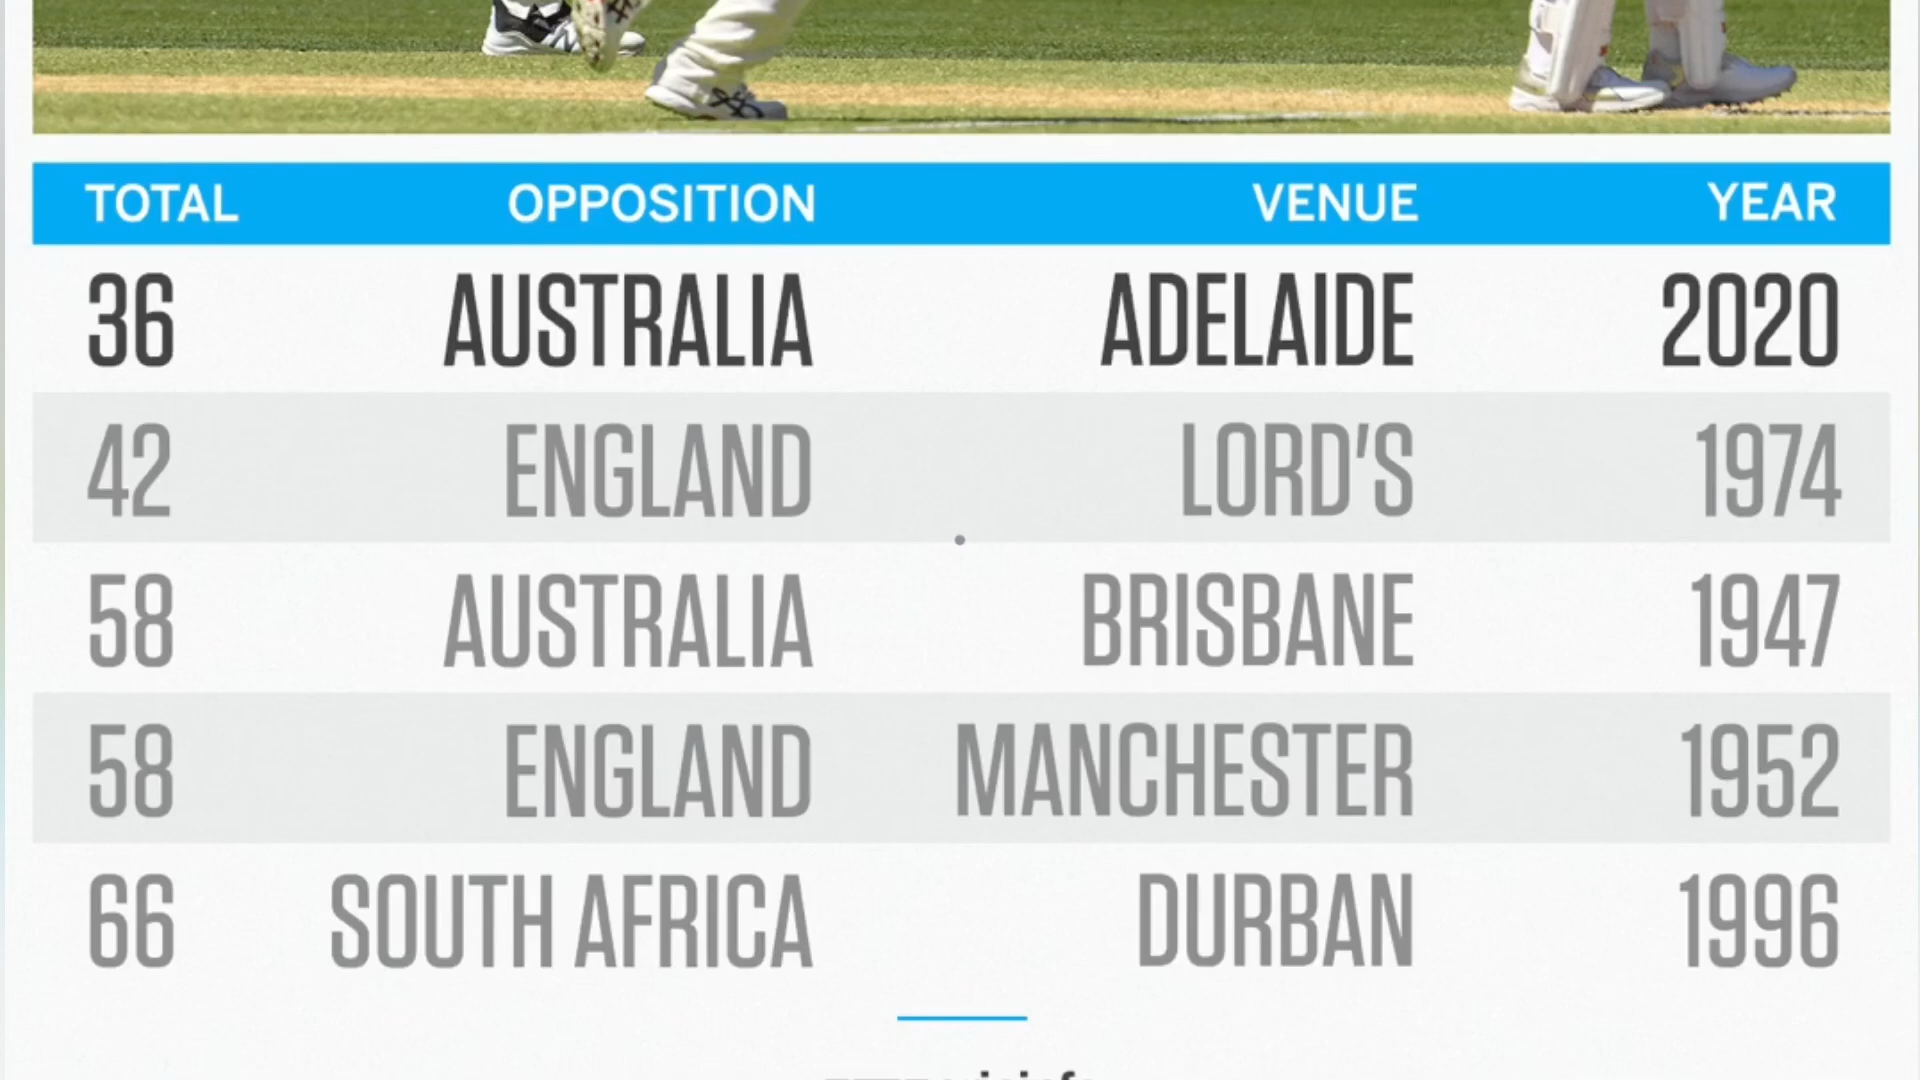 TOTAL OPPOSITION VENUE YEAR
36 AUSTRALIA ADELAIDE 2020
42 ENGLAND LORD'S 1974
58 AUSTRALIA BRISBANE 1947
58 ENGLAND MANCHESTER 1952
66 SOUTH AFRICA DURBAN 1996